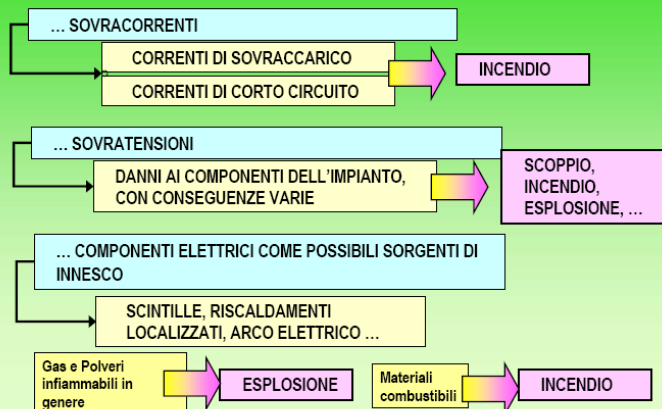 ... SOVRACORRENTI
CORRENTI DI SOVRACCARICO
CORRENTI DI CORTO CIRCUITO
INCENDIO
... SOVRATENSIONI
DANNI AI COMPONENTI DELL'IMPIANTO,
CON CONSEGUENZE VARIE
SCOPPIO,
INCENDIO,
ESPLOSIONE, ...
... COMPONENTI ELETTRICI COME POSSIBILI SORGENTI DI
INNESCO
SCINTILLE, RISCALDAMENTI
LOCALIZZATI, ARCO ELETTRICO ...
Gas e Polveri
infiammabili in
genere
ESPLOSIONE
Materiali
combustibili
INCENDIO